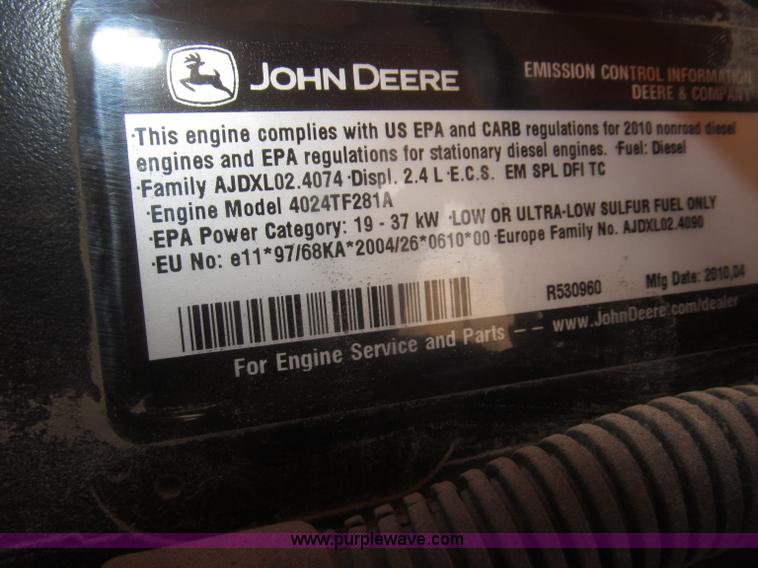 JOHN DEERE
EMISSION CONTROL INFORMATION
DEERE & COMPANY
·This engine complies with US EPA and CARB regulations for 2010 nonroad diesel
engines and EPA regulations for stationary diesel engines. ·Fuel: Diesel
·Family AJDXL02.4074 ·Displ. 2.4 L ·E.C.S. EM SPL DFI TC
·Engine Model 4024TF281A
·EPA Power Category: 19 - 37 kW ·LOW OR ULTRA-LOW SULFUR FUEL ONLY
·EU No: e11*97/68KA*2004/26*0610*00 ·Europe Family No. AJDXL02.4090
R530960 Mfg Date: 2010,04
For Engine Service and Parts -- www.JohnDeere.com/dealer
www.purplewave.com